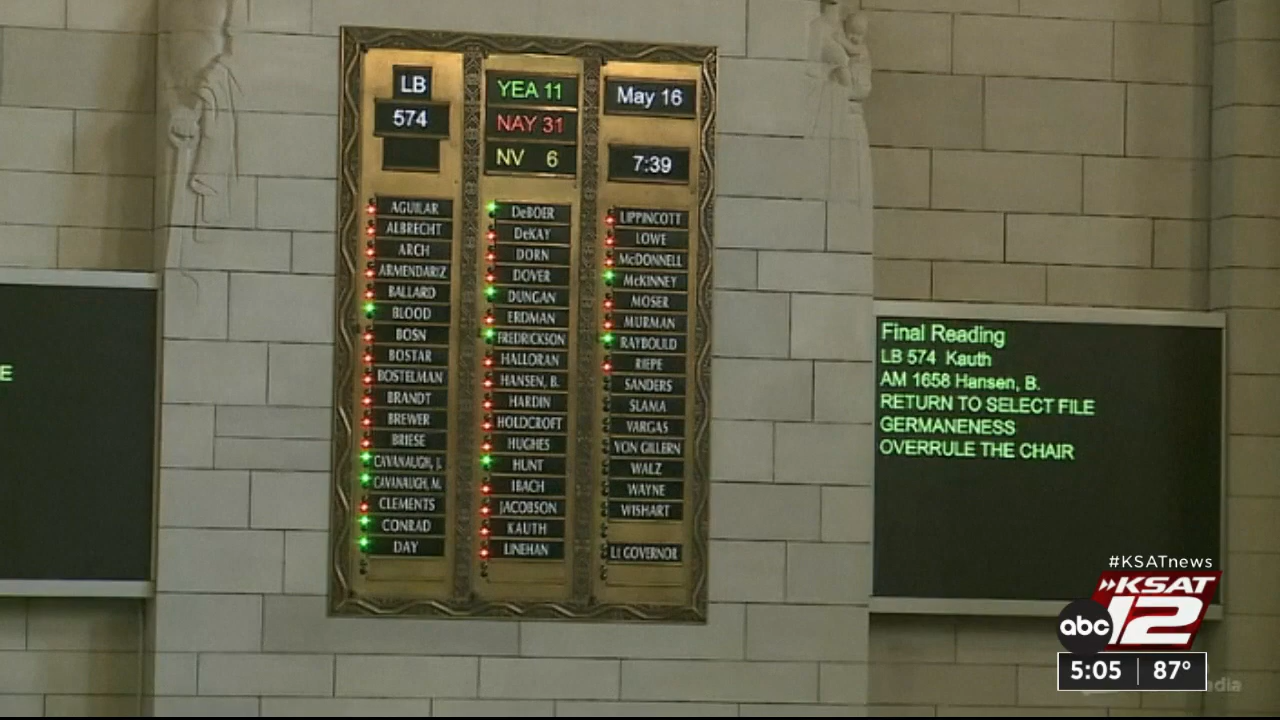 LB
574
YEA 11
NAY 31
NV 6
May 16
7:39
AGUILAR
ALBRECHT
ARCH
ARMENDARIZ
BALLARD
BLOOD
BOSN
BOSTAR
BOSTELMAN
BRANDT
BREWER
BRIESE
CAVANAUGH, J.
CAVANAUGH, M.
CLEMENTS
CONRAD
DAY
DeBOER
DeKAY
DORN
DOVER
DUNGAN
ERDMAN
FREDRICKSON
HALLORAN
HANSEN, B.
HARDIN
HOLDCROFT
HUGHES
HUNT
IBACH
JACOBSON
KAUTH
LINEHAN
LIPPINCOTT
LOWE
McDONNELL
McKINNEY
MOSER
MURMAN
RAYBOULD
RIEPE
SANDERS
SLAMA
VARGAS
VON GILLERN
WALZ
WAYNE
WISHART
Lt GOVERNOR
E
Final Reading
LB 574 Kauth
AM 1658 Hansen, B.
RETURN TO SELECT FILE
GERMANENESS
OVERRULE THE CHAIR
#KSATnews
KSAT
abc 12
5:05 87°